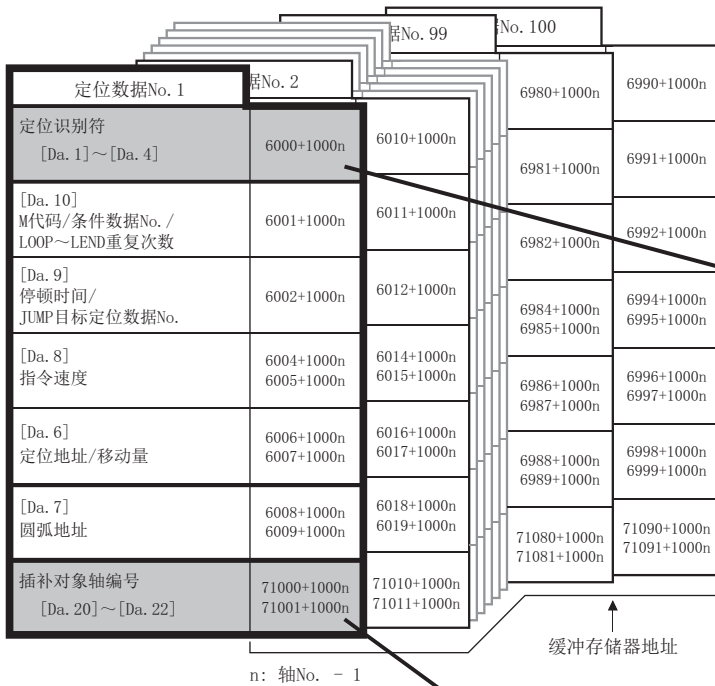 定位数据No.1
据No.2
据No.99
No.100
定位识别符
[Da.1]～[Da.4]
6000+1000n
6010+1000n
6980+1000n
6990+1000n
[Da.10]
M代码/条件数据No./
LOOP～LEND重复次数
6001+1000n
6011+1000n
6981+1000n
6991+1000n
[Da.9]
停顿时间/
JUMP目标定位数据No.
6002+1000n
6012+1000n
6982+1000n
6992+1000n
[Da.8]
指令速度
6004+1000n
6005+1000n
6014+1000n
6015+1000n
6984+1000n
6985+1000n
6994+1000n
6995+1000n
[Da.6]
定位地址/移动量
6006+1000n
6007+1000n
6016+1000n
6017+1000n
6986+1000n
6987+1000n
6996+1000n
6997+1000n
[Da.7]
圆弧地址
6008+1000n
6009+1000n
6018+1000n
6019+1000n
6988+1000n
6989+1000n
6998+1000n
6999+1000n
插补对象轴编号
[Da.20]～[Da.22]
71000+1000n
71001+1000n
71010+1000n
71011+1000n
71080+1000n
71081+1000n
71090+1000n
71091+1000n
缓冲存储器地址
n: 轴No. - 1